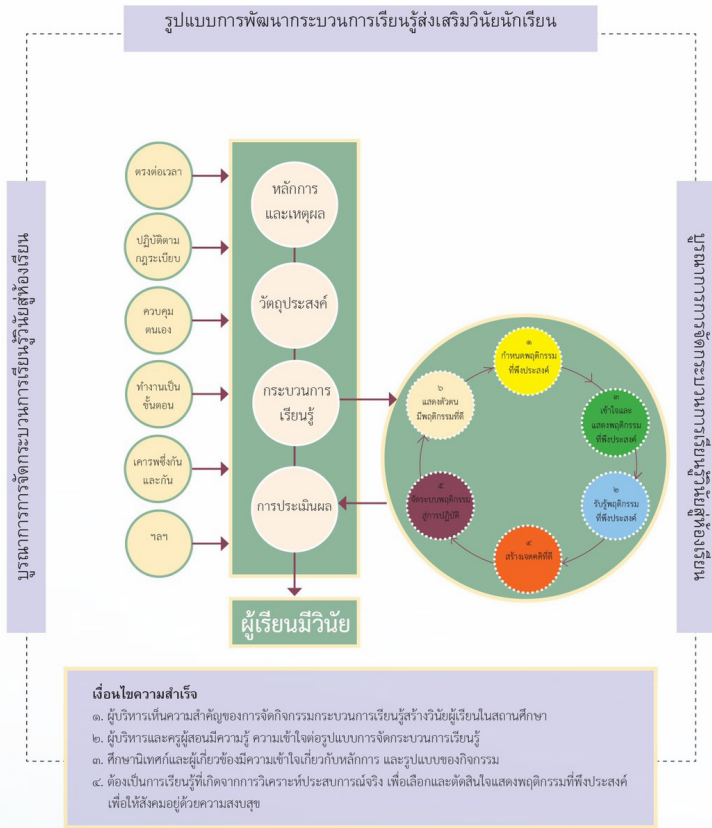 รูปแบบการพัฒนากระบวนการเรียนรู้ส่งเสริมวินัยนักเรียน
บูรณาการการจัดกระบวนการเรียนรู้วินัยสู่ห้องเรียน
ตรงต่อเวลา
ปฏิบัติตาม
กฎระเบียบ
ควบคุม
ตนเอง
ทำงานเป็น
ขั้นตอน
เคารพซึ่งกัน
และกัน
ฯลฯ
หลักการ
และเหตุผล
วัตถุประสงค์
กระบวนการ
เรียนรู้
การประเมินผล
ผู้เรียนมีวินัย
๑
กำหนดพฤติกรรม
ที่พึงประสงค์
๓
เข้าใจและ
แสดงพฤติกรรม
ที่พึงประสงค์
๒
รับรู้พฤติกรรม
ที่พึงประสงค์
๔
สร้างเจตคติที่ดี
๕
จัดระบบพฤติกรรม
สู่การปฏิบัติ
๖
แสดงตัวตน
มีพฤติกรรมที่ดี
บูรณาการการจัดกระบวนการเรียนรู้วินัยสู่ห้องเรียน
เงื่อนไขความสำเร็จ
๑. ผู้บริหารเห็นความสำคัญของการจัดกิจกรรมกระบวนการเรียนรู้สร้างวินัยผู้เรียนในสถานศึกษา
๒. ผู้บริหารและครูผู้สอนมีความรู้ ความเข้าใจต่อรูปแบบการจัดกระบวนการเรียนรู้
๓. ศึกษานิเทศก์และผู้เกี่ยวข้องมีความเข้าใจเกี่ยวกับหลักการ และรูปแบบของกิจกรรม
๔. ต้องเป็นการเรียนรู้ที่เกิดจากการวิเคราะห์ประสบการณ์จริง เพื่อเลือกและตัดสินใจแสดงพฤติกรรมที่พึงประสงค์
เพื่อให้สังคมอยู่ด้วยความสงบสุข